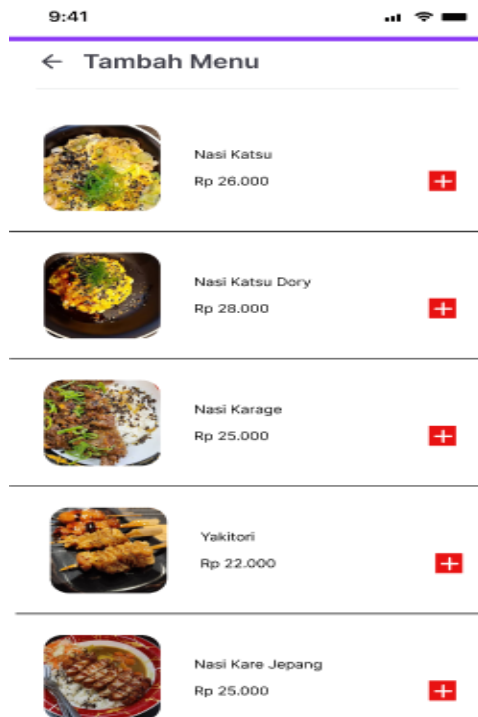 9:41
Tambah Menu
Nasi Katsu
Rp 26.000
Nasi Katsu Dory
Rp 28.000
Nasi Karage
Rp 25.000
Yakitori
Rp 22.000
Nasi Kare Jepang
Rp 25.000